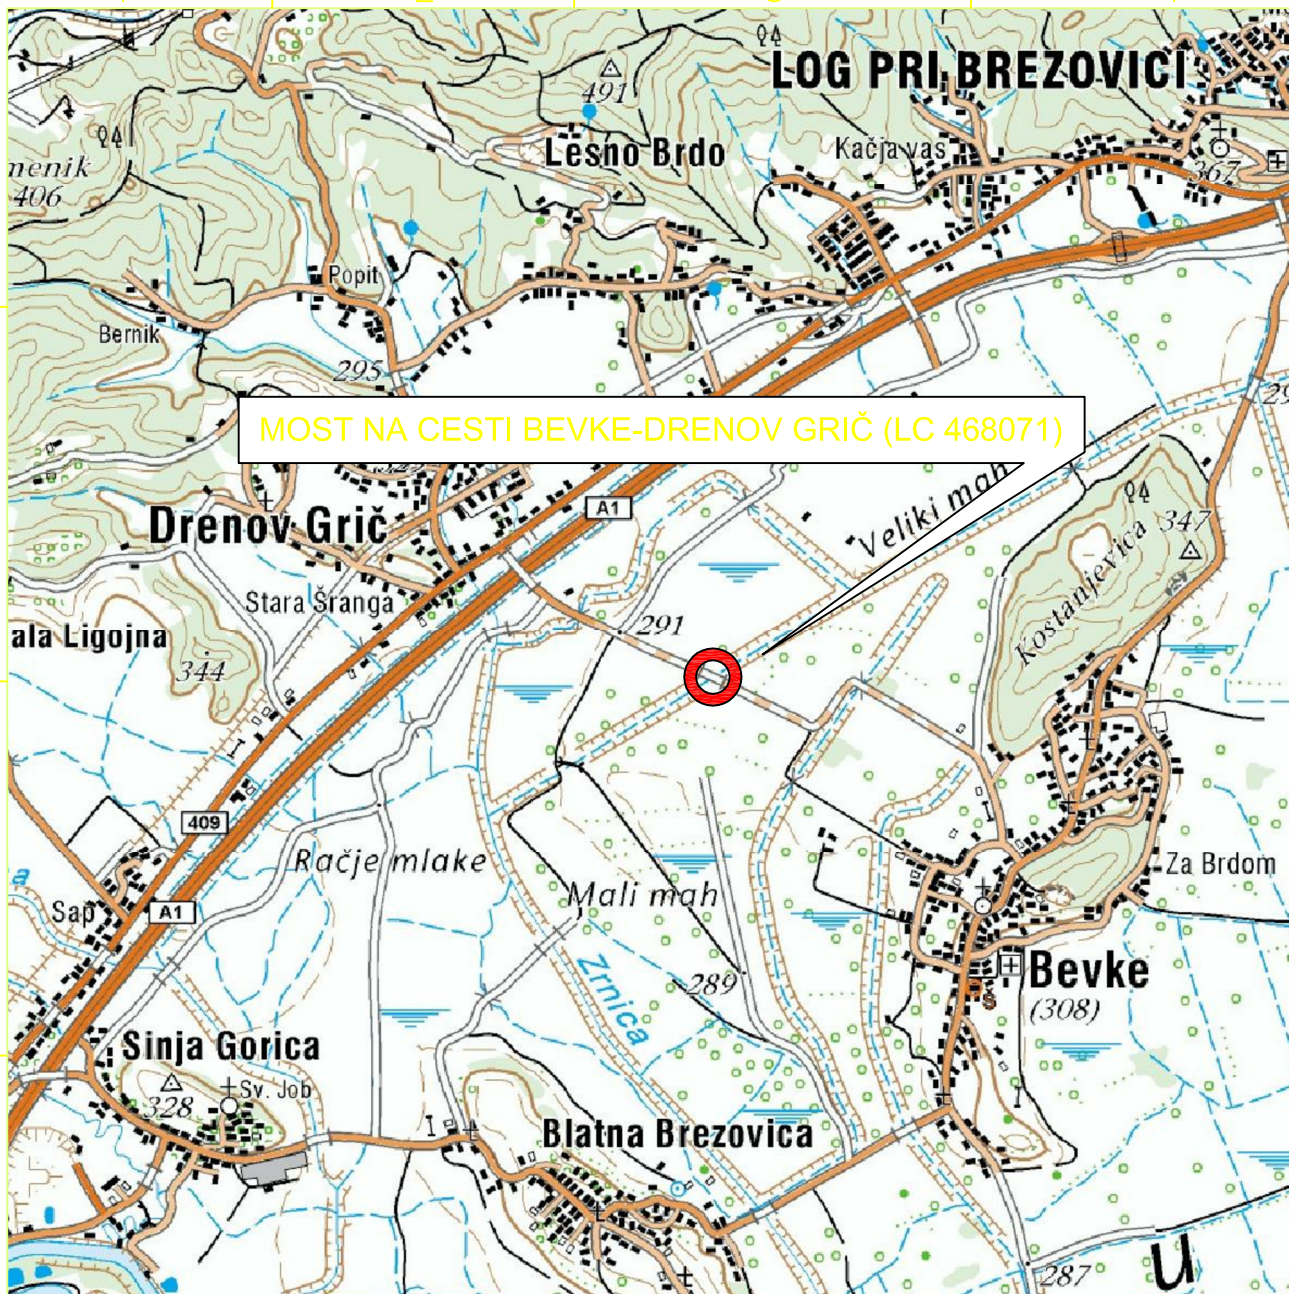 LOG PRI BREZOVICI
491
Lesno Brdo
Kačja vas
367
menik
406
Popit
Bernik
295
MOST NA CESTI BEVKE-DRENOV GRIČ (LC 468071)
A1
Veliki mah
347
Drenov Grič
Kostanjevica
Stara Šranga
291
ala Ligojna
344
409
Račje mlake
Za Brdom
a
Mali mah
Sap
A1
Zrnica
289
Bevke
Š
(308)
Sinja Gorica
Sv. Job
328
Blatna Brezovica
287
U